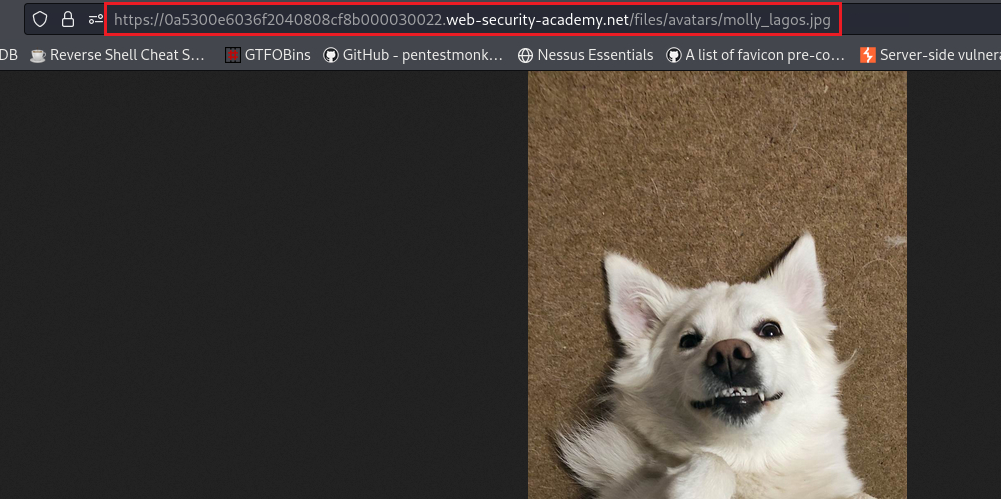 https://0a5300e6036f2040808cf8b000030022.web-security-academy.net/files/avatars/molly_lagos.jpg
DB Reverse Shell Cheat S… GTFOBins GitHub - pentestmonk… Nessus Essentials A list of favicon pre-co… Server-side vulnera